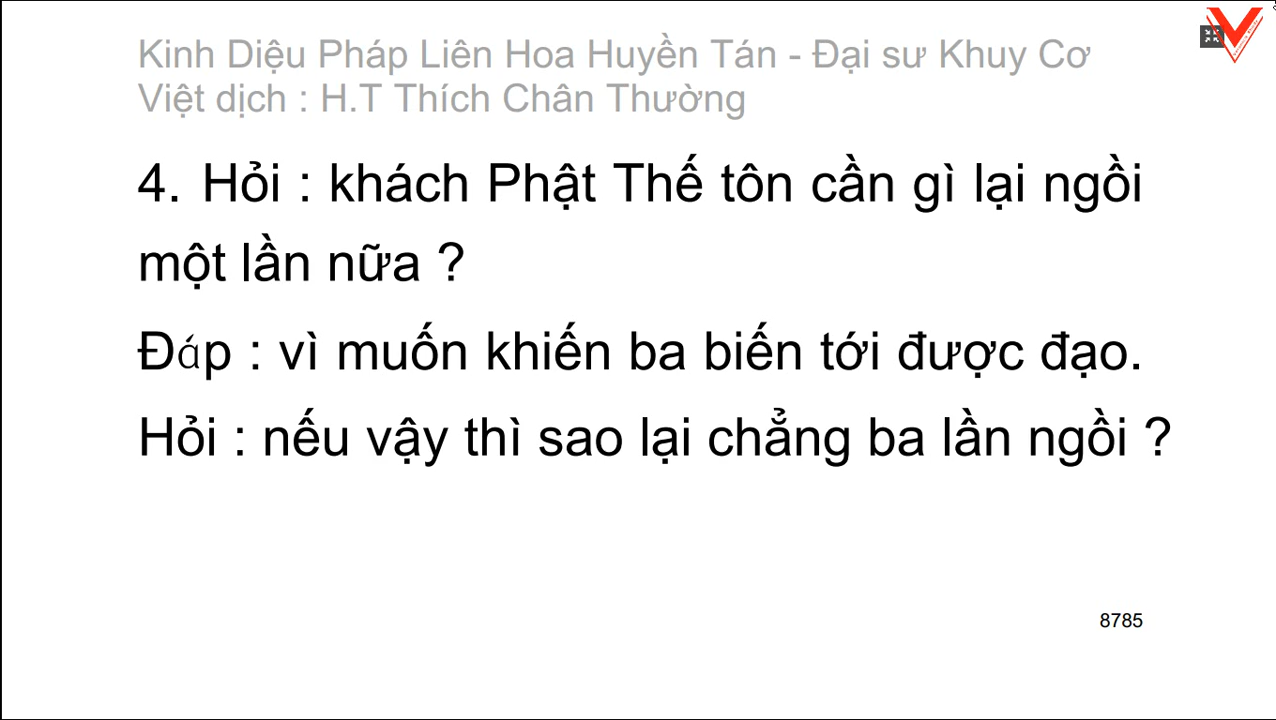 Kinh Diệu Pháp Liên Hoa Huyền Tán - Đại sư Khuy Cơ
Việt dịch : H.T Thích Chân Thường
4. Hỏi : khách Phật Thế tôn cần gì lại ngồi
một lần nữa ?
Đáp : vì muốn khiến ba biến tới được đạo.
Hỏi : nếu vậy thì sao lại chẳng ba lần ngồi ?
8785